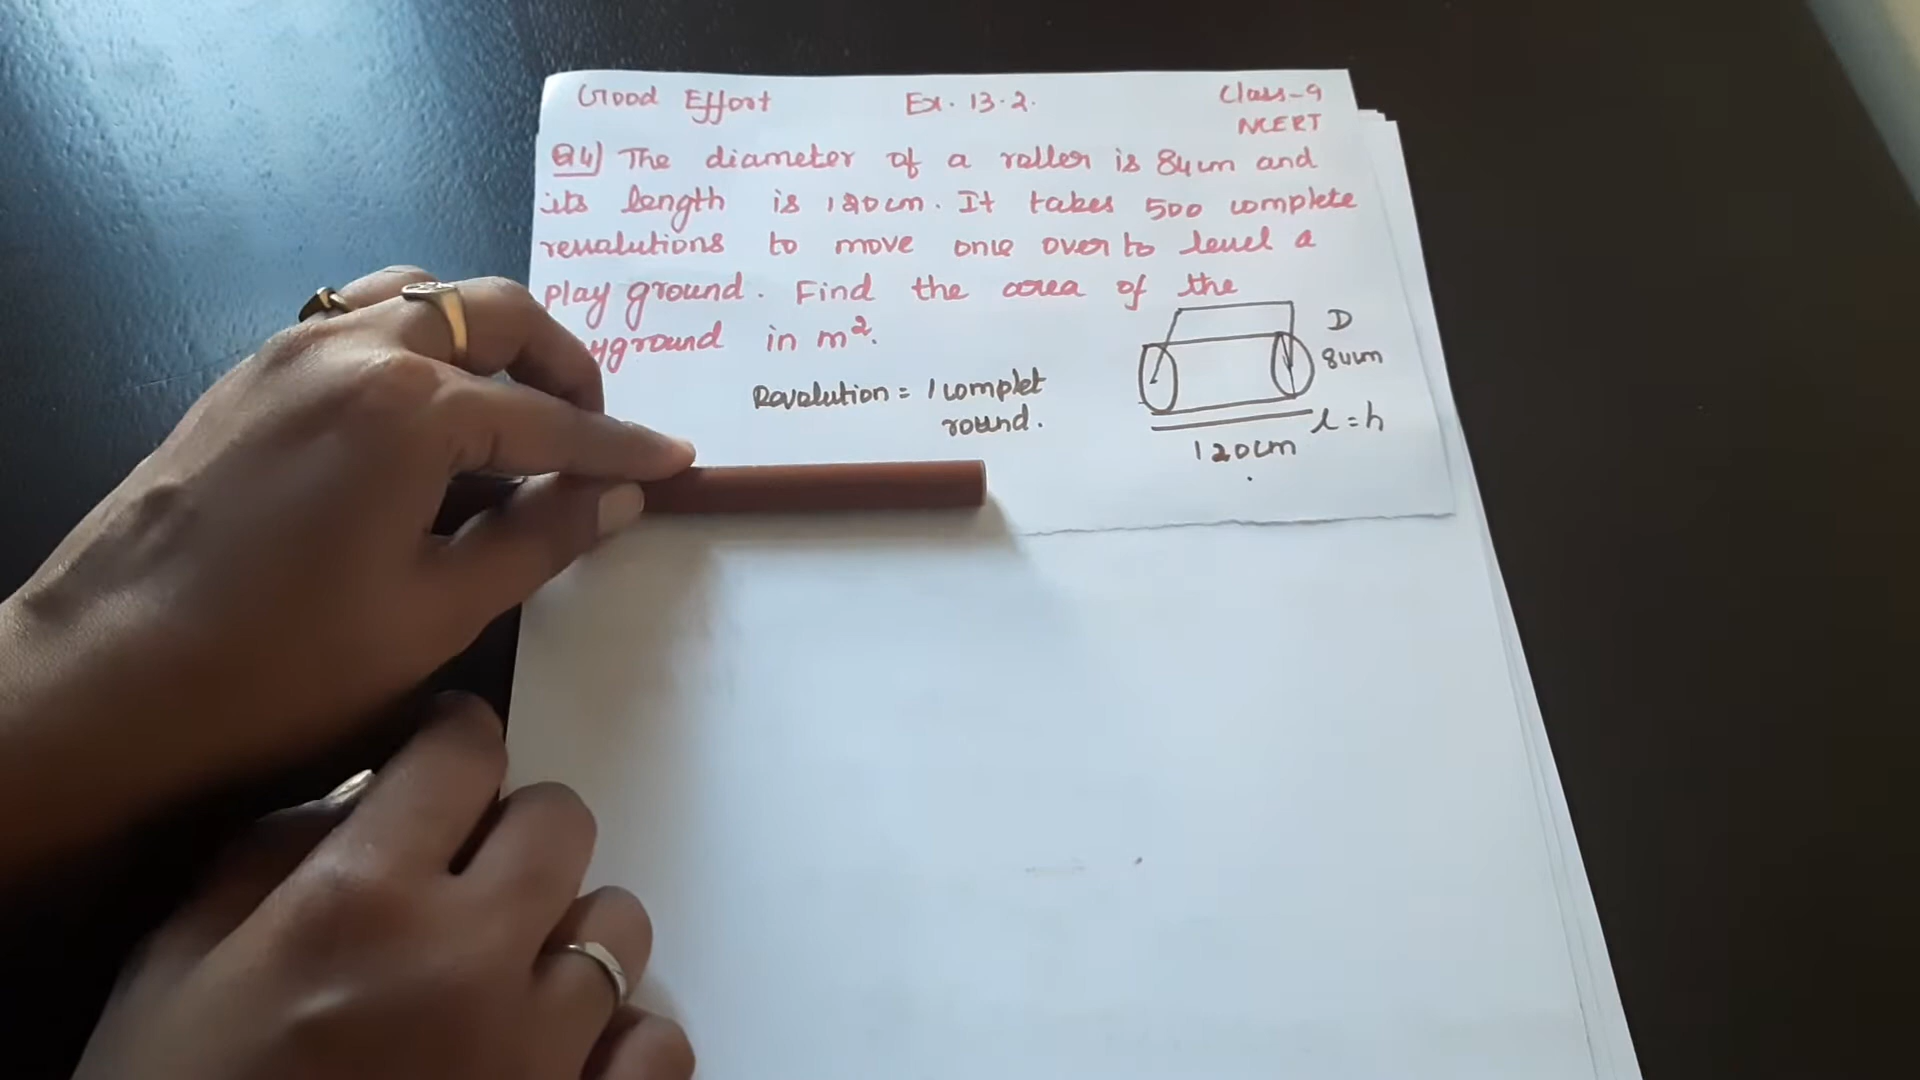 Good Effort Ex. 13.2. Class-9
NCERT
Q4) The diameter of a roller is 84cm and
its length is 120cm. It takes 500 complete
revolutions to move once over to level a
play ground. Find the area of the
yground in m².
Revolution = 1 complet
round.
D
84cm
l = h
120cm